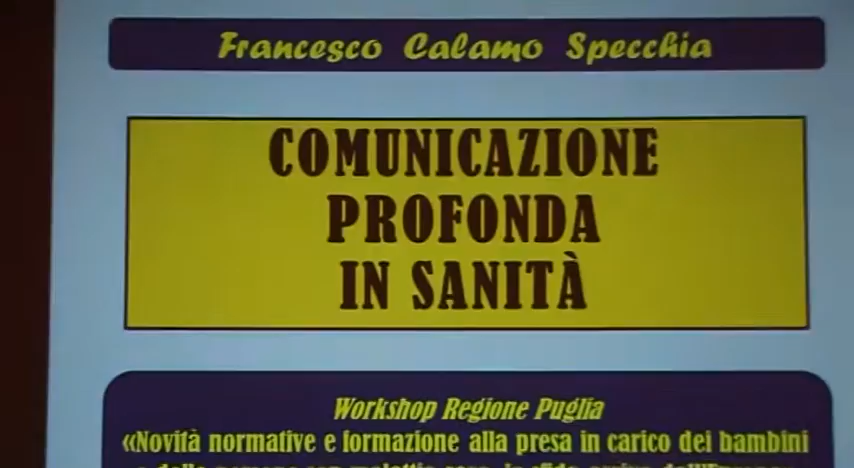 Francesco Calamo Specchia
COMUNICAZIONE
PROFONDA
IN SANITÀ
Workshop Regione Puglia
«Novità normative e formazione alla presa in carico dei bambini